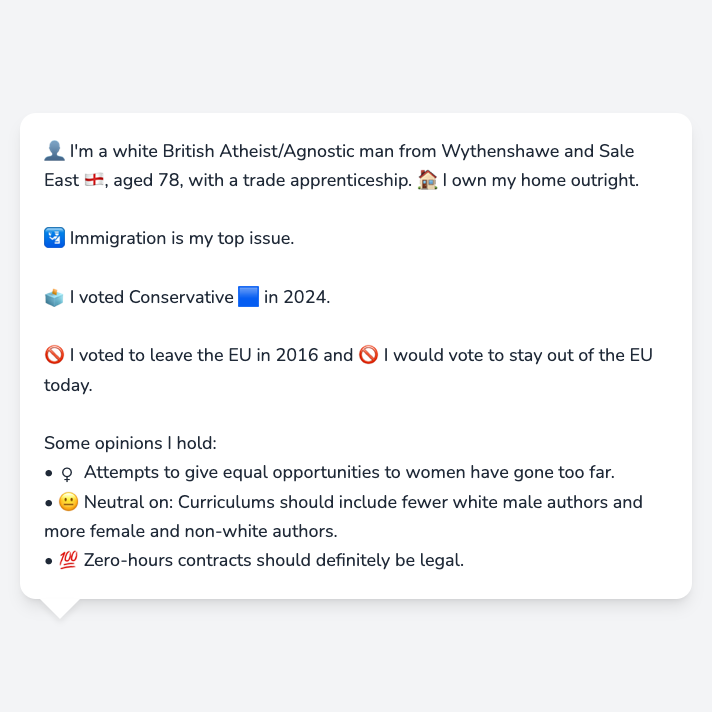 👤 I'm a white British Atheist/Agnostic man from Wythenshawe and Sale
East 🏴󠁧󠁢󠁥󠁮󠁧󠁿, aged 78, with a trade apprenticeship. 🏠 I own my home outright.
🛂 Immigration is my top issue.
🗳️ I voted Conservative 🟦 in 2024.
🚫 I voted to leave the EU in 2016 and 🚫 I would vote to stay out of the EU
today.
Some opinions I hold:
• ♀ Attempts to give equal opportunities to women have gone too far.
• 😐 Neutral on: Curriculums should include fewer white male authors and
more female and non-white authors.
• 💯 Zero-hours contracts should definitely be legal.